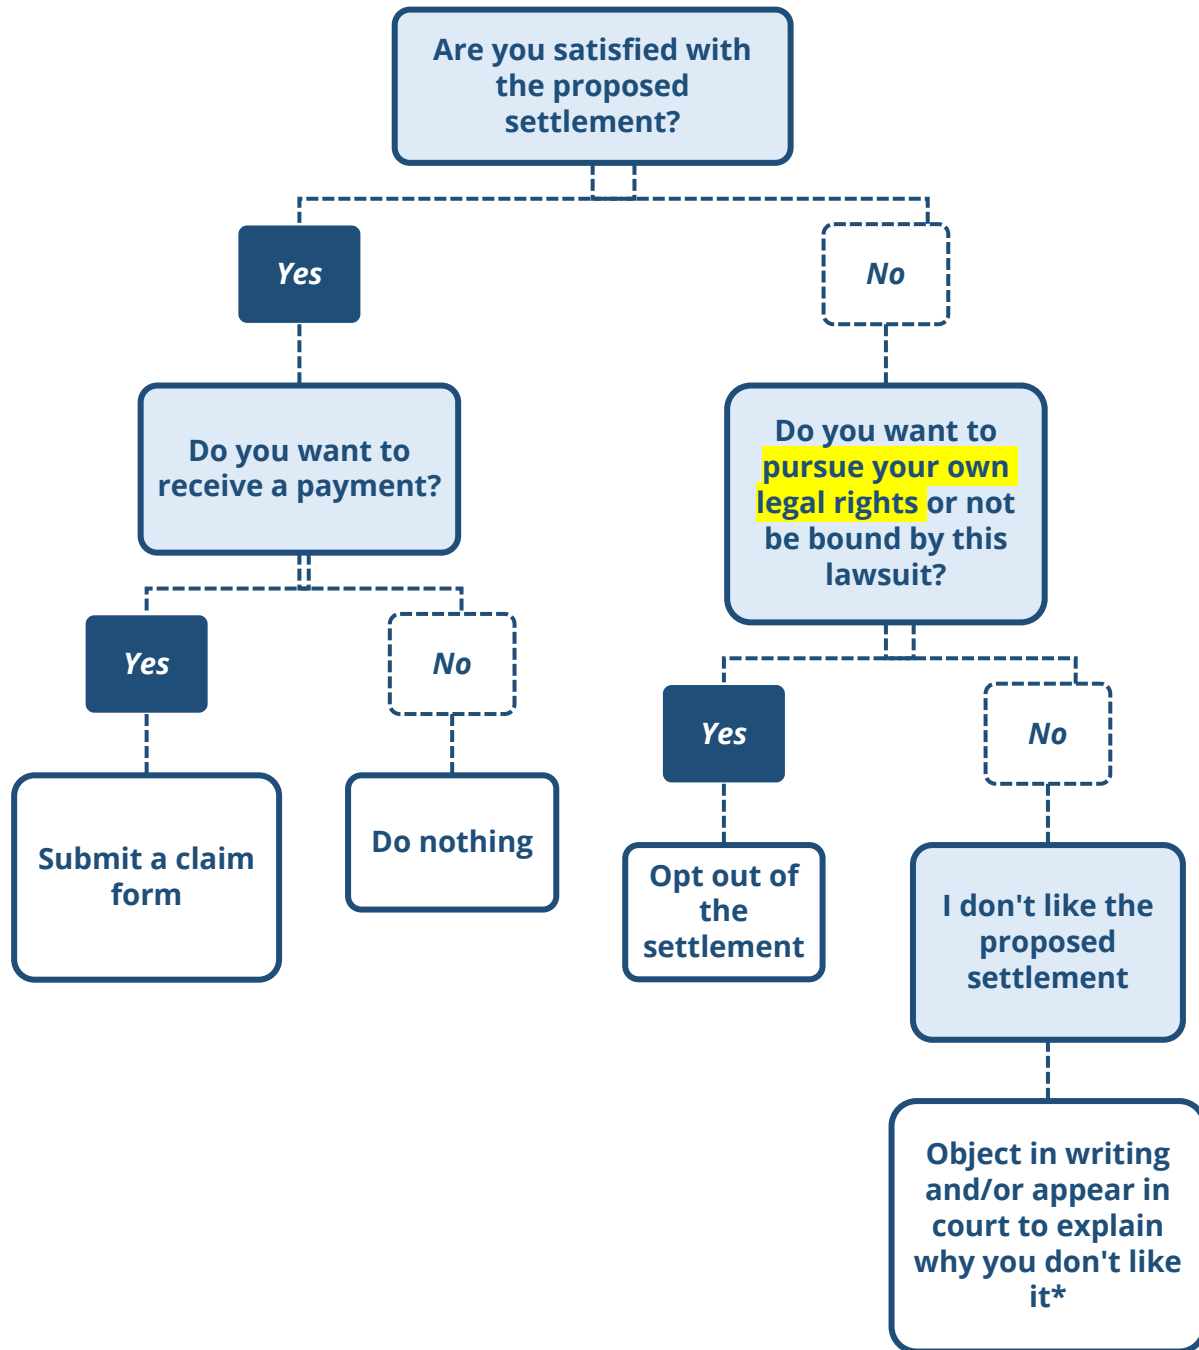 Are you satisfied with
the proposed
settlement?
Yes
No
Do you want to
receive a payment?
Do you want to
pursue your own
legal rights or not
be bound by this
lawsuit?
Yes
No
Yes
No
Submit a claim
form
Do nothing
Opt out of
the
settlement
I don't like the
proposed
settlement
Object in writing
and/or appear in
court to explain
why you don't like
it*